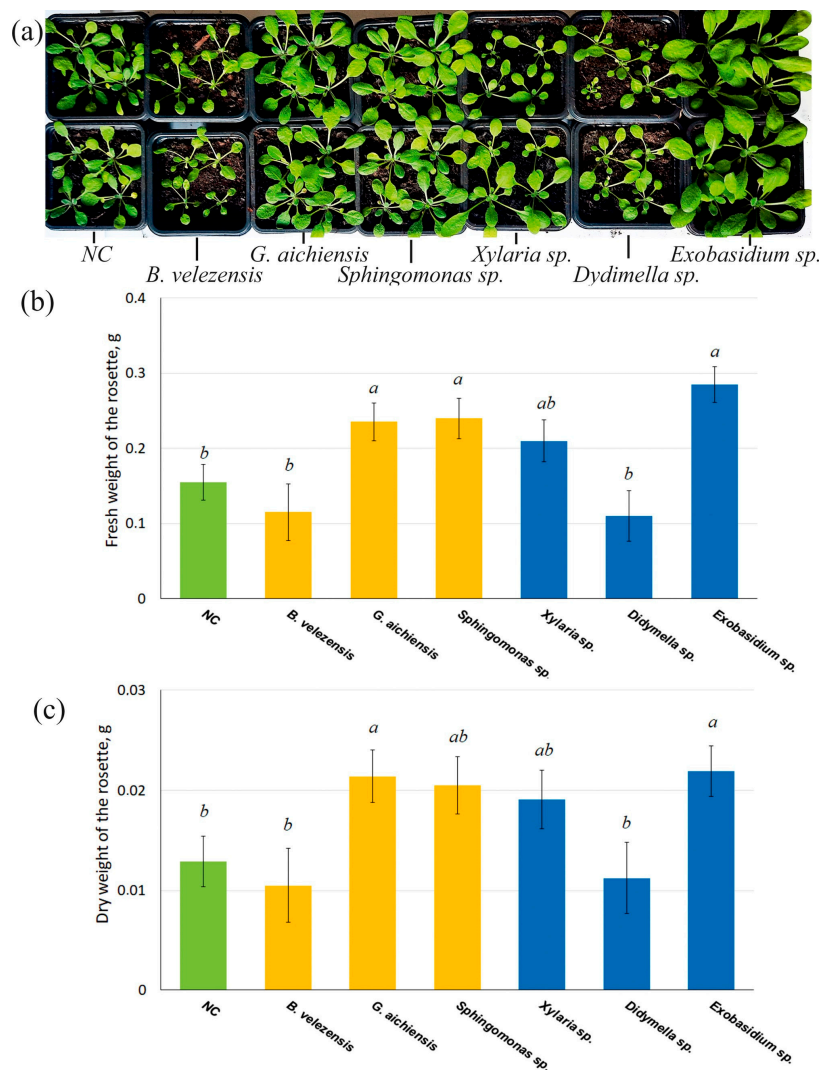 (a)
NC
B. velezensis
G. aichiensis
Sphingomonas sp.
Xylaria sp.
Dydimella sp.
Exobasidium sp.
(b)
Fresh weight of the rosette, g
0.4
0.3
0.2
0.1
0
b
b
a
a
ab
b
a
NC
B. velezensis
G. aichiensis
Sphingomonas sp.
Xylaria sp.
Didymella sp.
Exobasidium sp.
(c)
Dry weight of the rosette, g
0.03
0.02
0.01
0
b
b
a
ab
ab
b
a
NC
B. velezensis
G. aichiensis
Sphingomonas sp.
Xylaria sp.
Didymella sp.
Exobasidium sp.